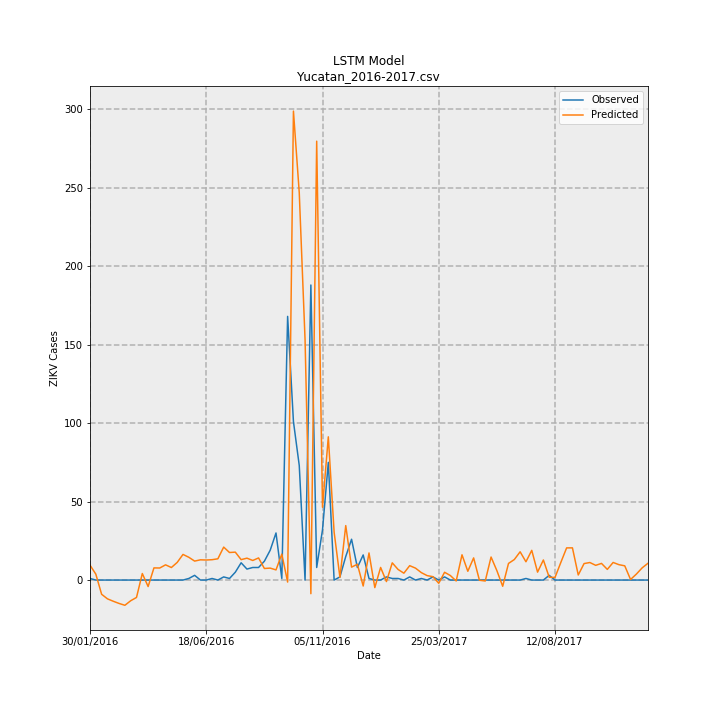 LSTM Model
Yucatan_2016-2017.csv
Observed
Predicted
300
250
200
150
100
50
0
ZIKV Cases
30/01/2016 18/06/2016 05/11/2016 25/03/2017 12/08/2017
Date